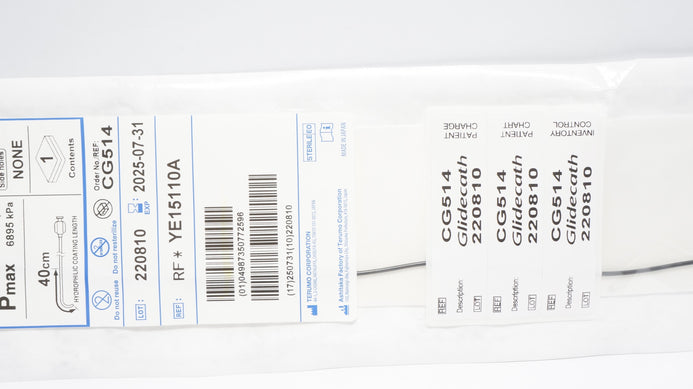 Side holes
NONE
Pmax 6895 kPa
1
Contents
40cm
HYDROPHILIC COATING LENGTH
Order No./REF:
CG514
Do not resterilize
Do not reuse
LOT : 220810
EXP 2025-07-31
REF : RF* YE15110A
(01)04987350772596
(17)250731(10)220810
STERILE EO
MADE IN JAPAN
TERUMO CORPORATION
Ashitaka Factory of Terumo Corporation
PATIENT
CHARGE
PATIENT
CHART
INVENTORY
CONTROL
REF CG514
Description: Glidecath
LOT 220810
REF CG514
Description: Glidecath
LOT 220810
REF CG514
Description: Glidecath
LOT 220810